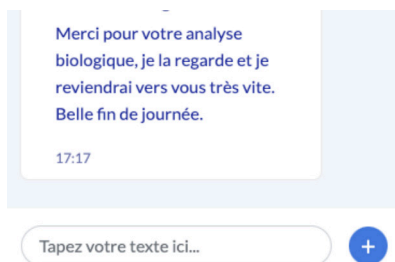 Merci pour votre analyse
biologique, je la regarde et je
reviendrai vers vous très vite.
Belle fin de journée.
17:17
Tapez votre texte ici...
+